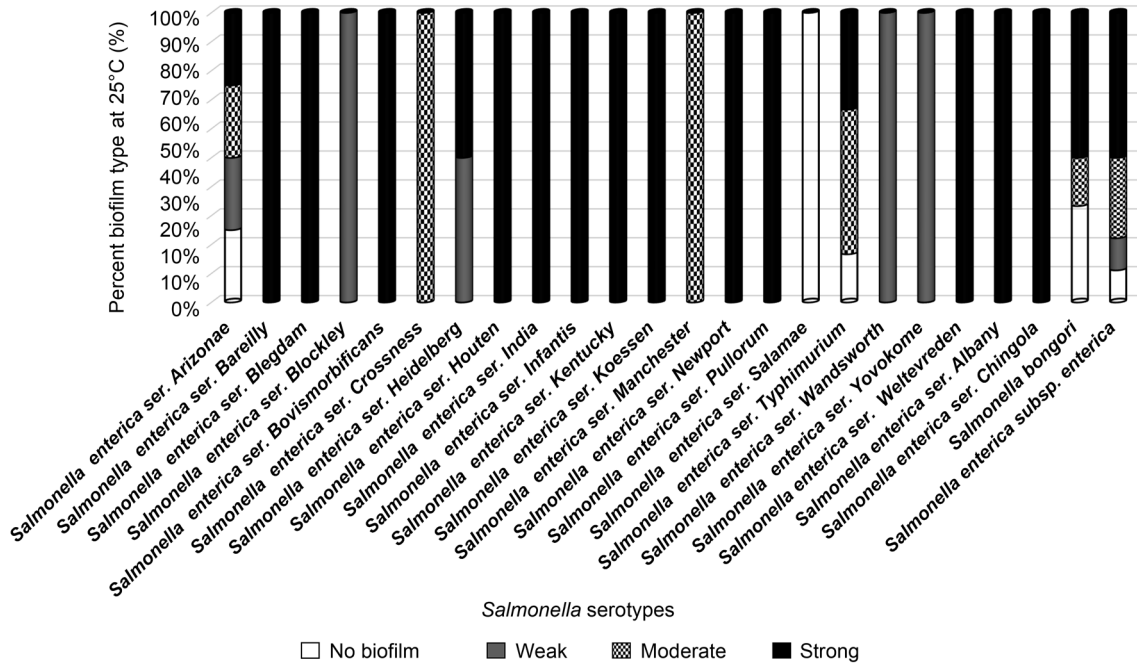 Percent biofilm type at 25°C (%)
100%
90%
80%
70%
60%
50%
40%
30%
20%
10%
0%
Salmonella enterica ser. Arizonae
Salmonella enterica ser. Bareilly
Salmonella enterica ser. Blegdam
Salmonella enterica ser. Blockley
Salmonella enterica ser. Bovismorbificans
Salmonella enterica ser. Crossness
Salmonella enterica ser. Heidelberg
Salmonella enterica ser. Houten
Salmonella enterica ser. India
Salmonella enterica ser. Infantis
Salmonella enterica ser. Kentucky
Salmonella enterica ser. Koessen
Salmonella enterica ser. Manchester
Salmonella enterica ser. Newport
Salmonella enterica ser. Pullorum
Salmonella enterica ser. Salamae
Salmonella enterica ser. Typhimurium
Salmonella enterica ser. Wandsworth
Salmonella enterica ser. Yovokome
Salmonella enterica ser. Weltevreden
Salmonella enterica ser. Albany
Salmonella enterica ser. Chingola
Salmonella bongori
Salmonella enterica subsp. enterica
Salmonella serotypes
No biofilm
Weak
Moderate
Strong